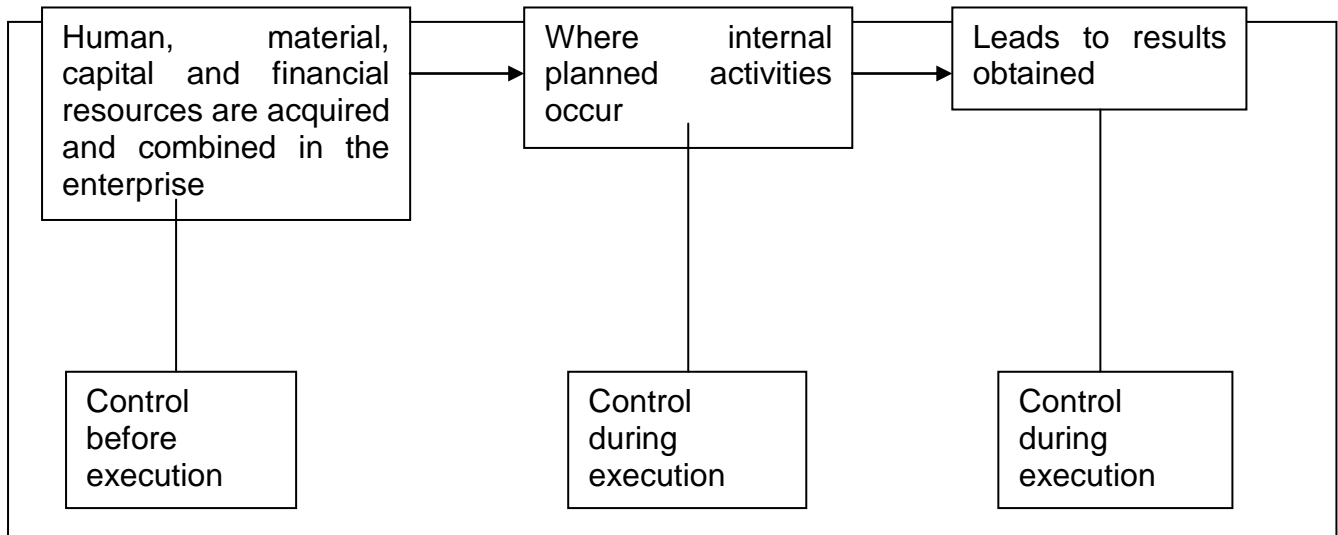 Human, material,
capital and financial
resources are acquired
and combined in the
enterprise
Where internal
planned activities
occur
Leads to results
obtained
Control
before
execution
Control
during
execution
Control
during
execution